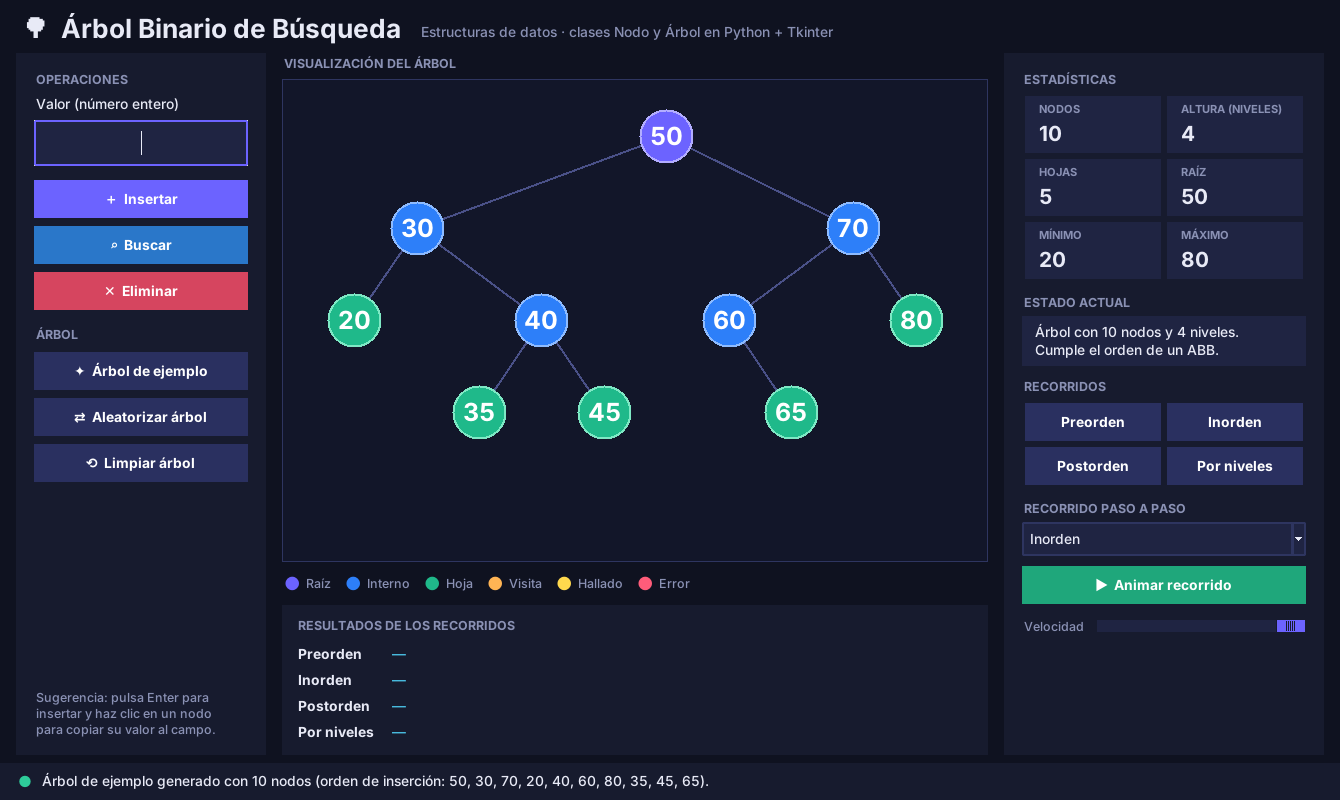 Árbol Binario de Búsqueda
Estructuras de datos · clases Nodo y Árbol en Python + Tkinter
OPERACIONES
Valor (número entero)
+ Insertar
⌕ Buscar
✕ Eliminar
ÁRBOL
✦ Árbol de ejemplo
⇄ Aleatorizar árbol
⟲ Limpiar árbol
Sugerencia: pulsa Enter para
insertar y haz clic en un nodo
para copiar su valor al campo.
VISUALIZACIÓN DEL ÁRBOL
50
30
70
20
40
60
80
35
45
65
Raíz
Interno
Hoja
Visita
Hallado
Error
RESULTADOS DE LOS RECORRIDOS
Preorden —
Inorden —
Postorden —
Por niveles —
ESTADÍSTICAS
NODOS
10
ALTURA (NIVELES)
4
HOJAS
5
RAÍZ
50
MÍNIMO
20
MÁXIMO
80
ESTADO ACTUAL
Árbol con 10 nodos y 4 niveles.
Cumple el orden de un ABB.
RECORRIDOS
Preorden
Inorden
Postorden
Por niveles
RECORRIDO PASO A PASO
Inorden
▶ Animar recorrido
Velocidad
Árbol de ejemplo generado con 10 nodos (orden de inserción: 50, 30, 70, 20, 40, 60, 80, 35, 45, 65).